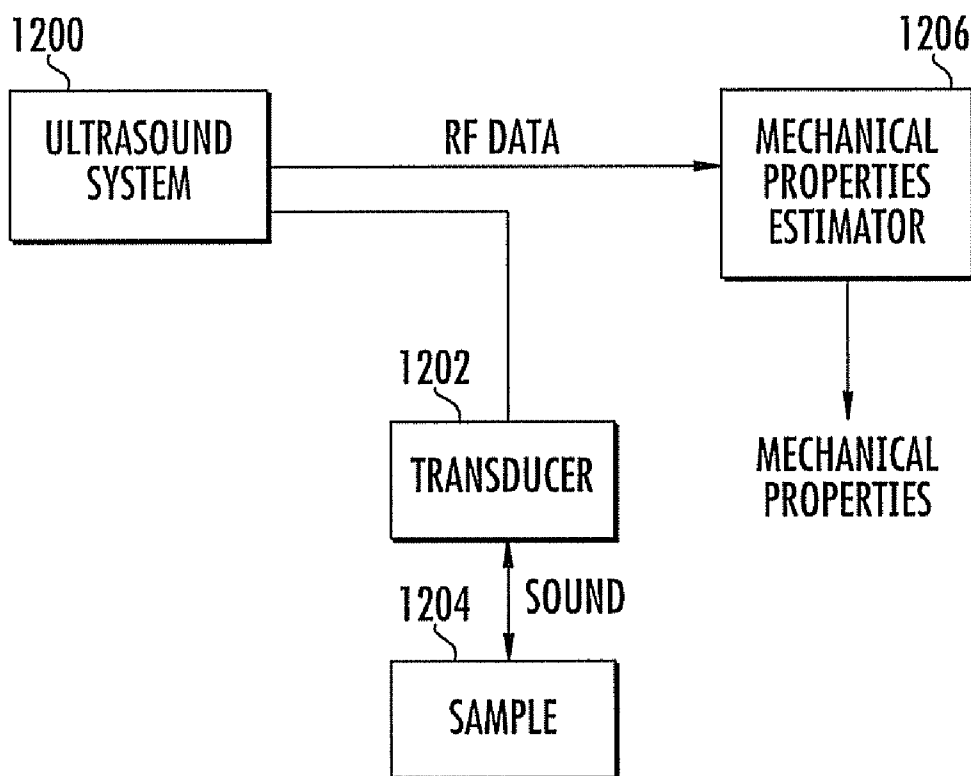 1200
ULTRASOUND
SYSTEM
RF DATA
1206
MECHANICAL
PROPERTIES
ESTIMATOR
1202
TRANSDUCER
MECHANICAL
PROPERTIES
SOUND
1204
SAMPLE